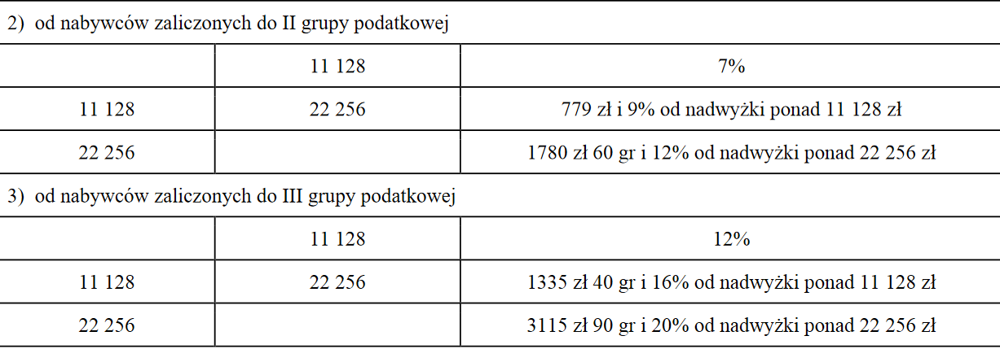 2) od nabywców zaliczonych do II grupy podatkowej
11 128 7%
11 128 22 256 779 zł i 9% od nadwyżki ponad 11 128 zł
22 256 1780 zł 60 gr i 12% od nadwyżki ponad 22 256 zł
3) od nabywców zaliczonych do III grupy podatkowej
11 128 12%
11 128 22 256 1335 zł 40 gr i 16% od nadwyżki ponad 11 128 zł
22 256 3115 zł 90 gr i 20% od nadwyżki ponad 22 256 zł